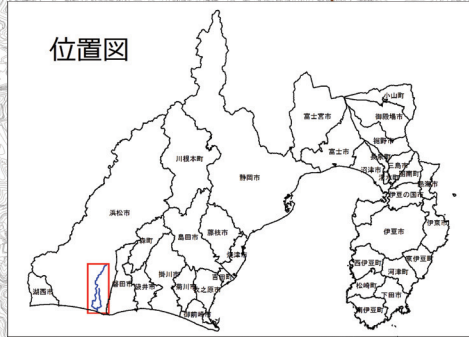 位置図
小山町
御殿場市
富士宮市
裾野市
富士市
長泉町
三島市
沼津市
清水町
函南町
熱海市
伊豆の国市
川根本町
静岡市
浜松市
藤枝市
島田市
森町
焼津市
伊東市
伊豆市
掛川市
吉田町
西伊豆町
東伊豆町
河津町
湖西市
磐田市
袋井市
菊川市
牧之原市
松崎町
下田市
御前崎市
南伊豆町